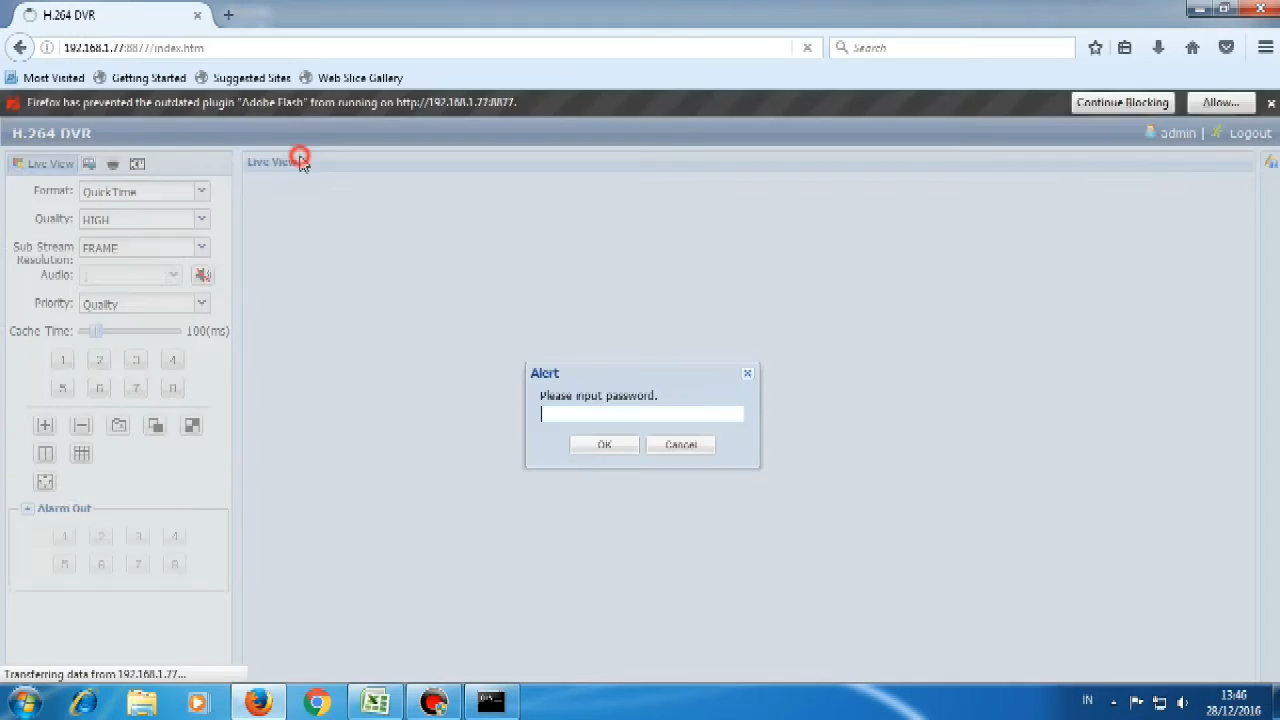 H.264 DVR
192.168.1.77:8877/index.htm
Search
Most Visited
Getting Started
Suggested Sites
Web Slice Gallery
Firefox has prevented the outdated plugin "Adobe Flash" from running on http://192.168.1.77:8877.
Continue Blocking
Allow...
H.264 DVR
admin | Logout
Live View
Live View
Format: QuickTime
Quality: HIGH
Sub Stream FRAME
Resolution:
Audio: 1
Priority: Quality
Cache Time: 100(ms)
1 2 3 4
5 6 7 8
Alert
Please input password.
OK Cancel
Alarm Out
1 2 3 4
5 6 7 8
Transferring data from 192.168.1.77...
IN
13:46
28/12/2016